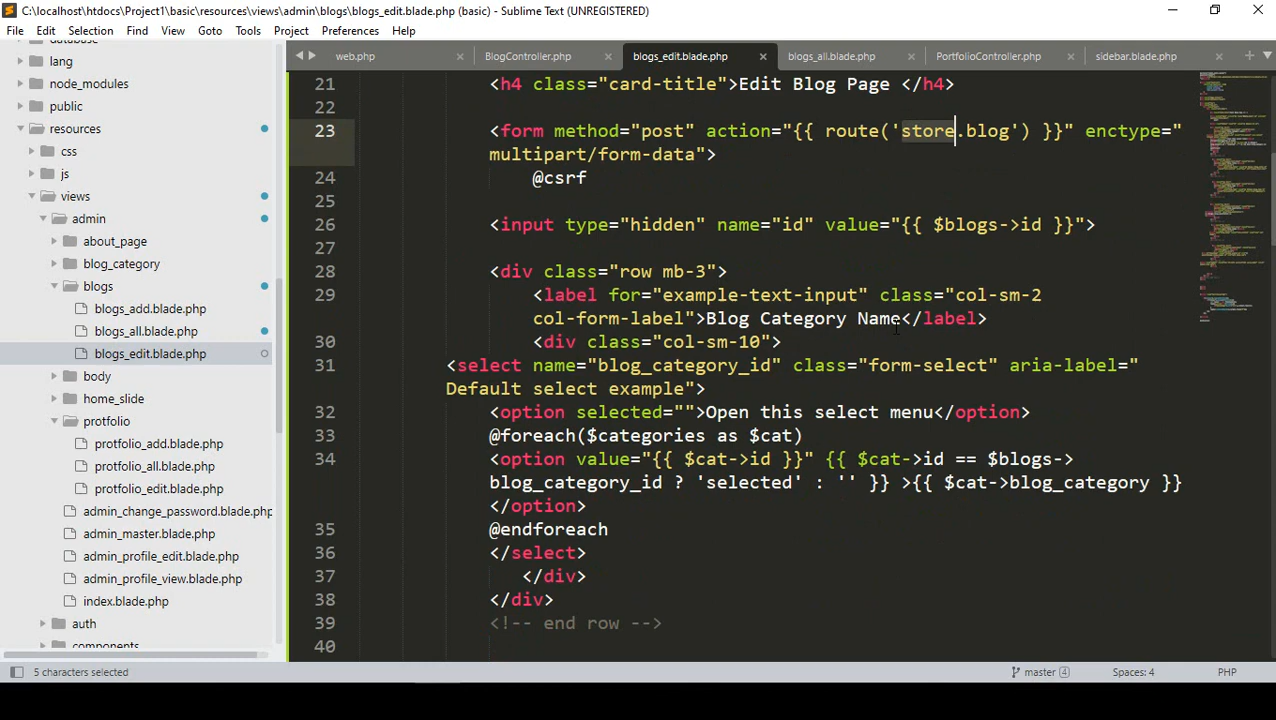 C:\localhost\htdocs\Project1\basic\resources\views\admin\blogs\blogs_edit.blade.php (basic) - Sublime Text (UNREGISTERED)
File Edit Selection Find View Goto Tools Project Preferences Help
web.php × BlogController.php × blogs_edit.blade.php × blogs_all.blade.php × PortfolioController.php × sidebar.blade.php ×
database
lang
node_modules
public
resources
css
js
views
admin
about_page
blog_category
blogs
blogs_add.blade.php
blogs_all.blade.php
blogs_edit.blade.php
body
home_slide
portfolio
protfolio_add.blade.php
protfolio_all.blade.php
protfolio_edit.blade.php
admin_change_password.blade.php
admin_master.blade.php
admin_profile_edit.blade.php
admin_profile_view.blade.php
index.blade.php
auth
components
21 <h4 class="card-title">Edit Blog Page </h4>
22
23 <form method="post" action="{{ route('store.blog') }}" enctype="
multipart/form-data">
24 @csrf
25
26 <input type="hidden" name="id" value="{{ $blogs->id }}">
27
28 <div class="row mb-3">
29 <label for="example-text-input" class="col-sm-2
col-form-label">Blog Category Name</label>
30 <div class="col-sm-10">
31 <select name="blog_category_id" class="form-select" aria-label="
Default select example">
32 <option selected="">Open this select menu</option>
33 @foreach($categories as $cat)
34 <option value="{{ $cat->id }}" {{ $cat->id == $blogs->
blog_category_id ? 'selected' : '' }} >{{ $cat->blog_category }}
</option>
35 @endforeach
36 </select>
37 </div>
38 </div>
39 <!-- end row -->
40
5 characters selected master 4 Spaces: 4 PHP